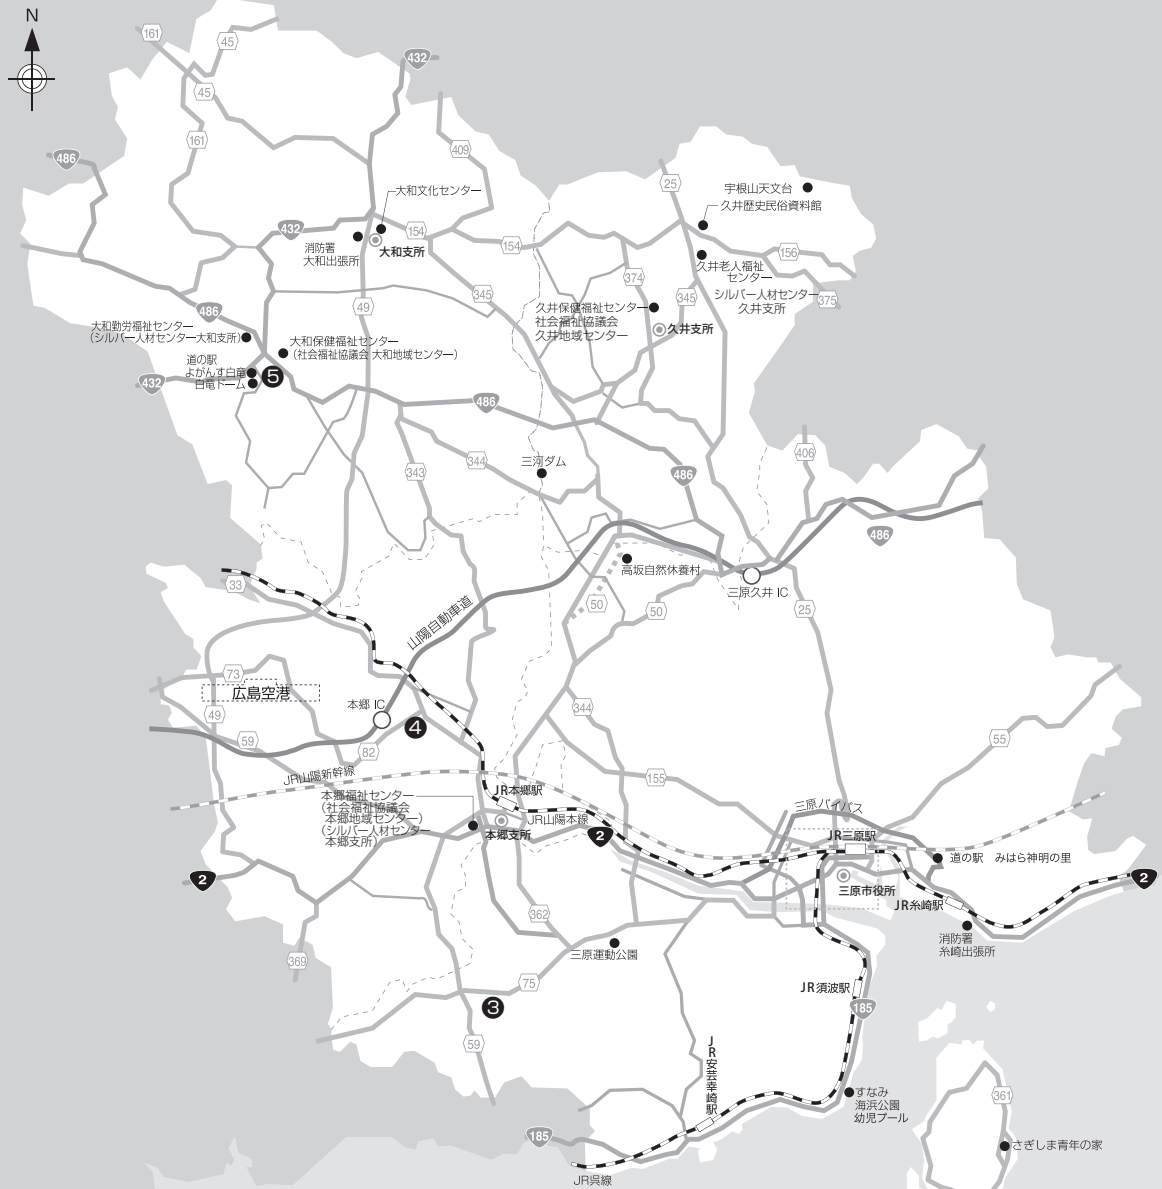 N
161
45
432
45
161
409
486
25
宇根山天文台
大和文化センター
久井歴史民俗資料館
432
154
消防署
大和出張所
大和支所
154
156
久井老人福祉
センター
374
345
345
シルバー人材センター
久井支所
375
49
486
久井保健福祉センター
社会福祉協議会
久井地域センター
久井支所
大和勤労福祉センター
(シルバー人材センター大和支所)
大和保健福祉センター
(社会福祉協議会 大和地域センター)
道の駅
よがんす白竜
白竜ドーム
5
432
486
406
344
三河ダム
343
486
486
高坂自然休養村
三原久井 IC
33
50
50
25
山陽自動車道
73
広島空港
本郷 IC
49
344
4
59
82
55
JR山陽新幹線
155
JR本郷駅
本郷福祉センター
(社会福祉協議会
本郷地域センター)
(シルバー人材センター
本郷支所)
JR山陽本線
本郷支所
2
三原バイパス
JR三原駅
道の駅 みはら神明の里
2
三原市役所
2
JR糸崎駅
362
消防署
糸崎出張所
三原運動公園
369
75
JR須波駅
3
185
59
JR安芸幸崎駅
すなみ
海浜公園
幼児プール
361
185
さぎしま青年の家
JR呉線